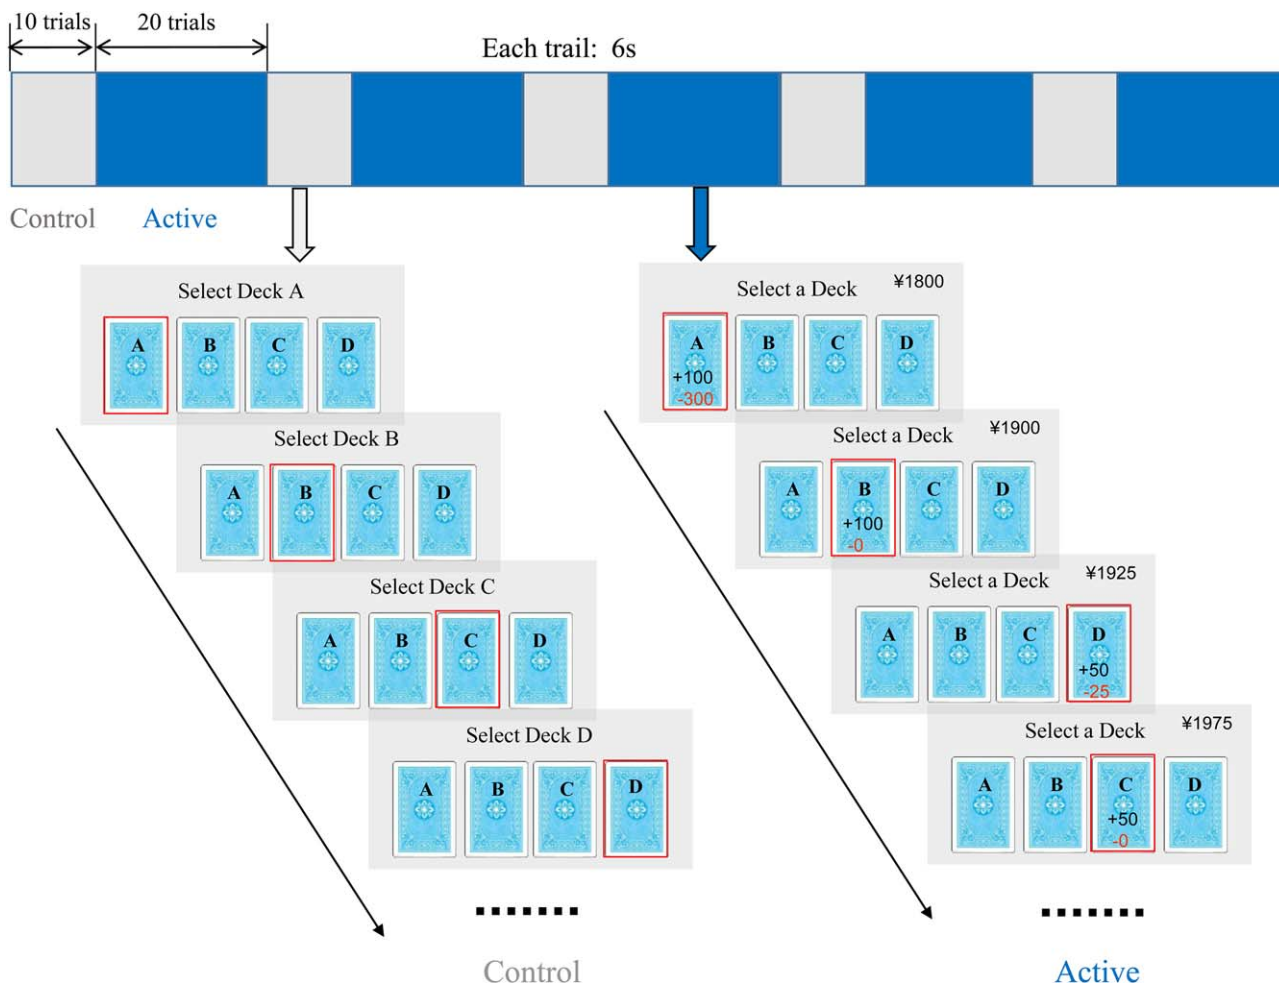 10 trials
20 trials
Each trail: 6s
Control
Active
Select Deck A
A B C D
Select Deck B
A B C D
Select Deck C
A B C D
Select Deck D
A B C D
Control
Select a Deck ¥1800
A B C D
+100
-300
Select a Deck ¥1900
A B C D
+100
-0
Select a Deck ¥1925
A B C D
+50
-25
Select a Deck ¥1975
A B C D
+50
-0
Active